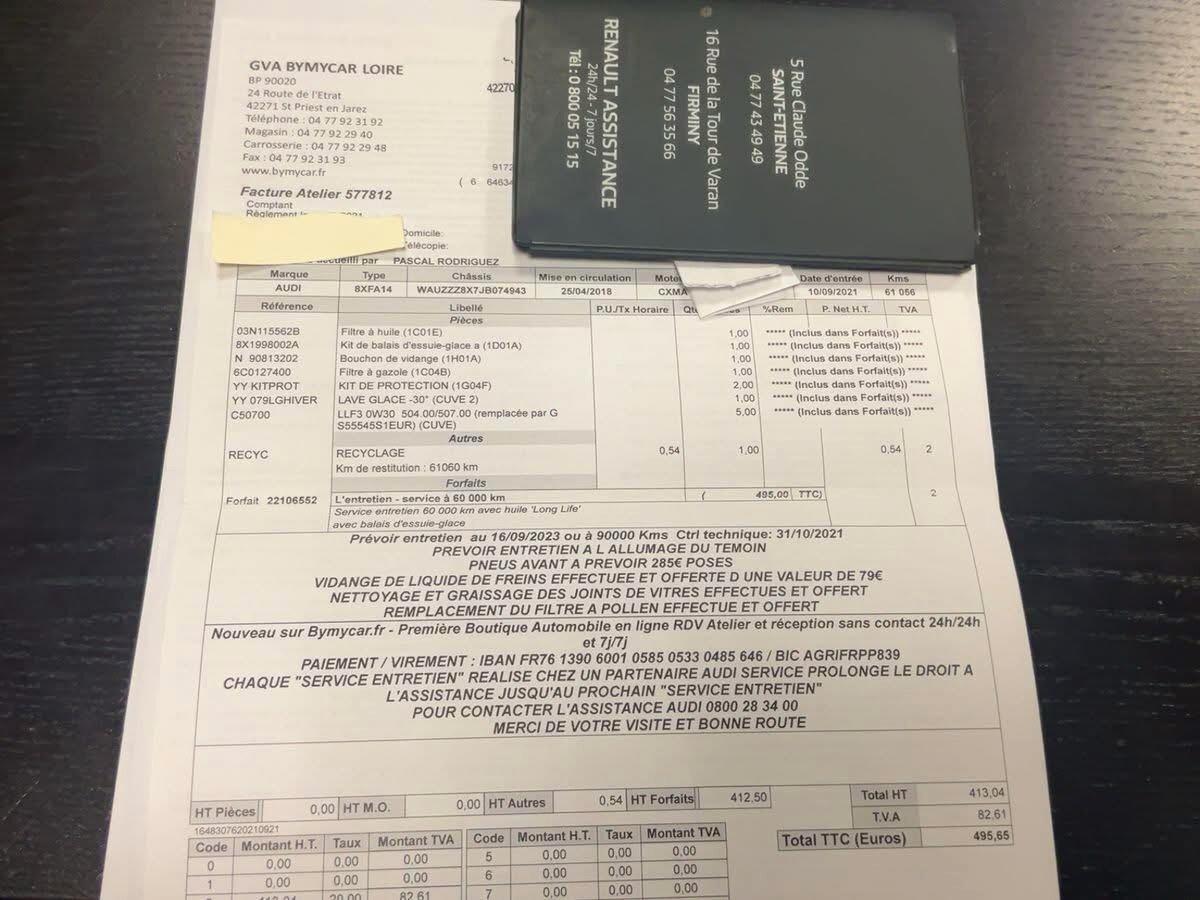 GVA BYMYCAR LOIRE
BP 90020
24 Route de l'Etrat
42271 St Priest en Jarez
Téléphone : 04 77 92 31 92
Magasin : 04 77 92 29 40
Carrosserie : 04 77 92 29 48
Fax : 04 77 92 31 93
www.bymycar.fr
42270
9172
( 6 6463
Facture Atelier 577812
Comptant
Règlement
Domicile:
Télécopie:
par PASCAL RODRIGUEZ
5 Rue Claude Odde
SAINT-ETIENNE
04 77 43 49 49
16 Rue de la Tour de Varan
FIRMINY
04 77 56 35 66
RENAULT ASSISTANCE
24h/24 - 7 jours/7
Tél : 0 800 05 15 15
Marque Type Châssis Mise en circulation Date d'entrée Kms
AUDI 8XFA14 WAUZZZ8X7JB074943 25/04/2018 CXMA 10/09/2021 61 056
Référence Libellé P.U./Tx Horaire %Rem P. Net H.T. TVA
Pièces
03N115562B Filtre à huile (1C01E) 1,00 ***** (Inclus dans Forfait(s)) *****
8X1998002A Kit de balais d'essuie-glace a (1D01A) 1,00 ***** (Inclus dans Forfait(s)) *****
N 90813202 Bouchon de vidange (1H01A) 1,00 ***** (Inclus dans Forfait(s)) *****
6C0127400 Filtre à gazole (1C04B) 1,00 ***** (Inclus dans Forfait(s)) *****
YY KITPROT KIT DE PROTECTION (1G04F) 2,00 ***** (Inclus dans Forfait(s)) *****
YY 079LGHIVER LAVE GLACE -30° (CUVE 2) 1,00 ***** (Inclus dans Forfait(s)) *****
C50700 LLF3 0W30 504.00/507.00 (remplacée par G 5,00 ***** (Inclus dans Forfait(s)) *****
S55545S1EUR) (CUVE)
Autres
RECYC RECYCLAGE 0,54 1,00 0,54 2
Km de restitution : 61060 km
Forfaits
Forfait 22106552 L'entretien - service à 60 000 km ( 495,00 TTC) 2
Service entretien 60 000 km avec huile 'Long Life'
avec balais d'essuie-glace
Prévoir entretien au 16/09/2023 ou à 90000 Kms Ctrl technique: 31/10/2021
PREVOIR ENTRETIEN A L ALLUMAGE DU TEMOIN
PNEUS AVANT A PREVOIR 285€ POSES
VIDANGE DE LIQUIDE DE FREINS EFFECTUEE ET OFFERTE D UNE VALEUR DE 79€
NETTOYAGE ET GRAISSAGE DES JOINTS DE VITRES EFFECTUES ET OFFERT
REMPLACEMENT DU FILTRE A POLLEN EFFECTUE ET OFFERT
Nouveau sur Bymycar.fr - Première Boutique Automobile en ligne RDV Atelier et réception sans contact 24h/24h
et 7j/7j
PAIEMENT / VIREMENT : IBAN FR76 1390 6001 0585 0533 0485 646 / BIC AGRIFRPP839
CHAQUE "SERVICE ENTRETIEN" REALISE CHEZ UN PARTENAIRE AUDI SERVICE PROLONGE LE DROIT A
L'ASSISTANCE JUSQU'AU PROCHAIN "SERVICE ENTRETIEN"
POUR CONTACTER L'ASSISTANCE AUDI 0800 28 34 00
MERCI DE VOTRE VISITE ET BONNE ROUTE
HT Pièces 0,00 HT M.O. 0,00 HT Autres 0,54 HT Forfaits 412,50
Total HT 413,04
T.V.A 82,61
Total TTC (Euros) 495,65
1648307620210921
Code Montant H.T. Taux Montant TVA Code Montant H.T. Taux Montant TVA
0 0,00 0,00 0,00 5 0,00 0,00 0,00
1 0,00 0,00 0,00 6 0,00 0,00 0,00
413,04 20,00 82,61 7 0,00 0,00 0,00